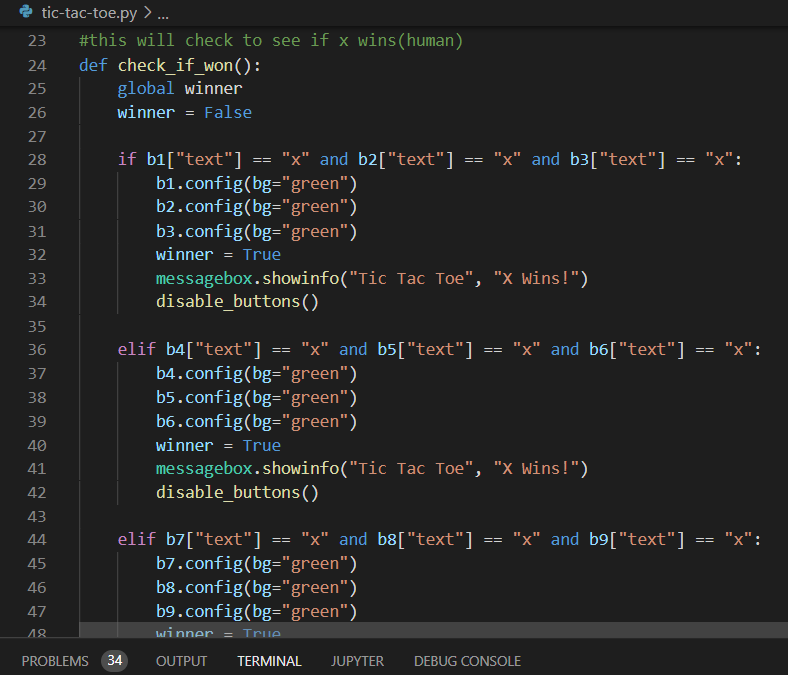 tic-tac-toe.py > ...
23 #this will check to see if x wins(human)
24 def check_if_won():
25     global winner
26     winner = False
27
28     if b1["text"] == "x" and b2["text"] == "x" and b3["text"] == "x":
29         b1.config(bg="green")
30         b2.config(bg="green")
31         b3.config(bg="green")
32         winner = True
33         messagebox.showinfo("Tic Tac Toe", "X Wins!")
34         disable_buttons()
35
36     elif b4["text"] == "x" and b5["text"] == "x" and b6["text"] == "x":
37         b4.config(bg="green")
38         b5.config(bg="green")
39         b6.config(bg="green")
40         winner = True
41         messagebox.showinfo("Tic Tac Toe", "X Wins!")
42         disable_buttons()
43
44     elif b7["text"] == "x" and b8["text"] == "x" and b9["text"] == "x":
45         b7.config(bg="green")
46         b8.config(bg="green")
47         b9.config(bg="green")
48         winner = True
PROBLEMS 34 OUTPUT TERMINAL JUPYTER DEBUG CONSOLE